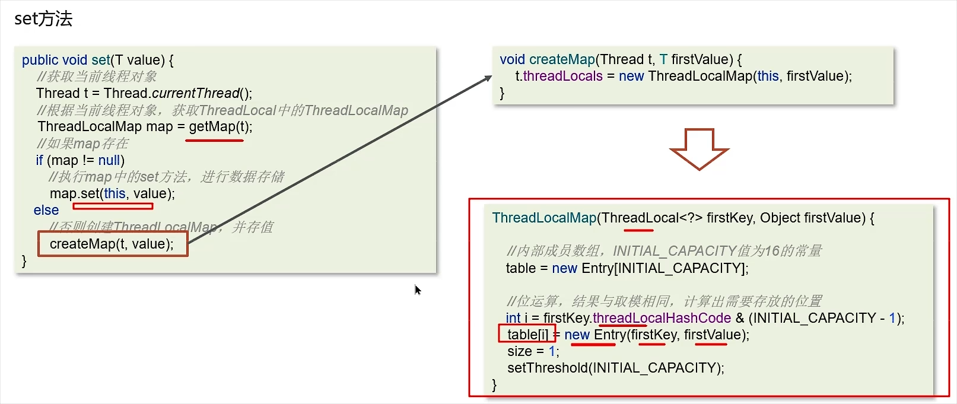 set方法
public void set(T value) {
//获取当前线程对象
Thread t = Thread.currentThread();
//根据当前线程对象，获取ThreadLocal中的ThreadLocalMap
ThreadLocalMap map = getMap(t);
//如果map存在
if (map != null)
//执行map中的set方法，进行数据存储
map.set(this, value);
else
//否则创建ThreadLocalMap，并存值
createMap(t, value);
}
void createMap(Thread t, T firstValue) {
t.threadLocals = new ThreadLocalMap(this, firstValue);
}
ThreadLocalMap(ThreadLocal<?> firstKey, Object firstValue) {
//内部成员数组，INITIAL_CAPACITY值为16的常量
table = new Entry[INITIAL_CAPACITY];
//位运算，结果与取模相同，计算出需要存放的位置
int i = firstKey.threadLocalHashCode & (INITIAL_CAPACITY - 1);
table[i] = new Entry(firstKey, firstValue);
size = 1;
setThreshold(INITIAL_CAPACITY);
}